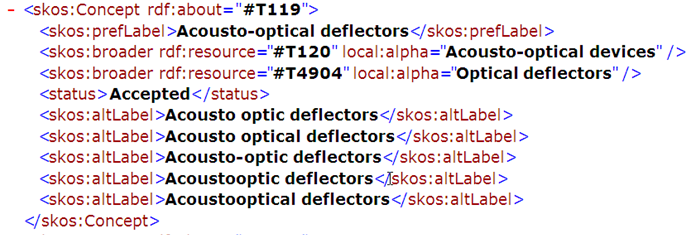 - <skos:Concept rdf:about="#T119">
<skos:prefLabel>Acousto-optical deflectors</skos:prefLabel>
<skos:broader rdf:resource="#T120" local:alpha="Acousto-optical devices" />
<skos:broader rdf:resource="#T4904" local:alpha="Optical deflectors" />
<status>Accepted</status>
<skos:altLabel>Acousto optic deflectors</skos:altLabel>
<skos:altLabel>Acousto optical deflectors</skos:altLabel>
<skos:altLabel>Acousto-optic deflectors</skos:altLabel>
<skos:altLabel>Acoustooptic deflectors</skos:altLabel>
<skos:altLabel>Acoustooptical deflectors</skos:altLabel>
</skos:Concept>